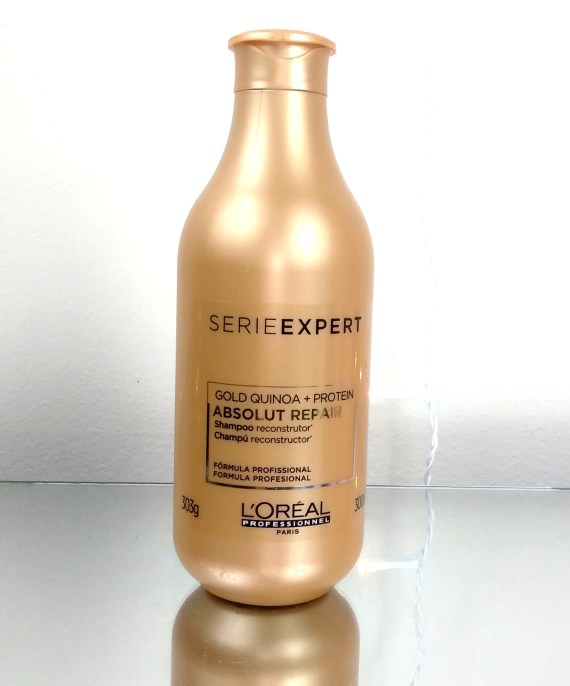 SERIEEXPERT
GOLD QUINOA + PROTEIN
ABSOLUT REPAIR
Shampoo reconstrutor*
Champú reconstructor*
FÓRMULA PROFISSIONAL
FORMULA PROFESIONAL
303g
L'ORÉAL
PROFESSIONNEL
PARIS